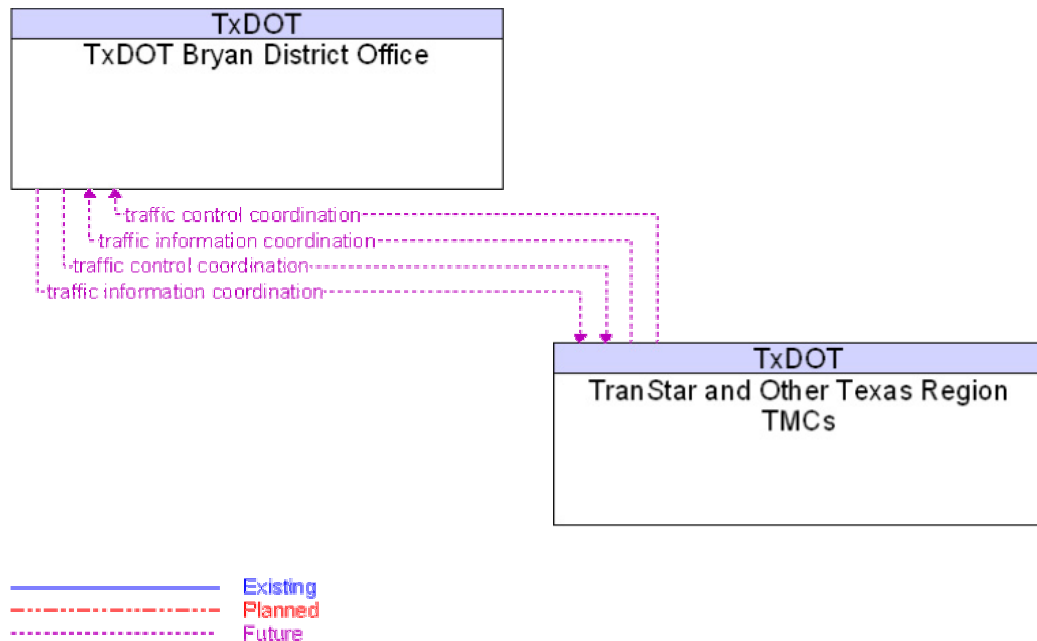 TxDOT
TxDOT Bryan District Office
traffic control coordination
traffic information coordination
traffic control coordination
traffic information coordination
TxDOT
TranStar and Other Texas Region
TMCs
Existing
Planned
Future